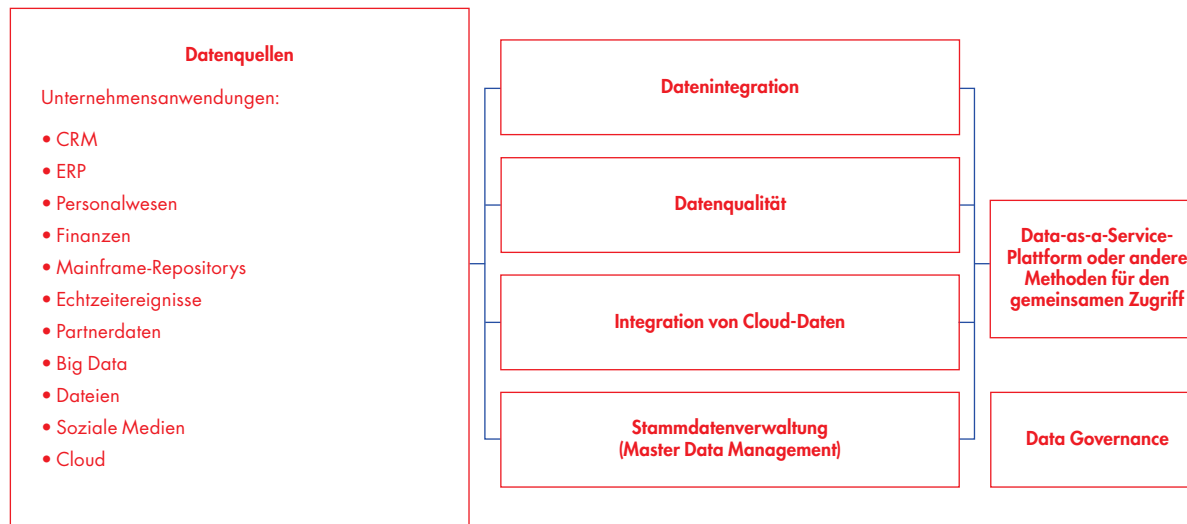 Datenquellen
Unternehmensanwendungen:
• CRM
• ERP
• Personalwesen
• Finanzen
• Mainframe-Repositorys
• Echtzeitereignisse
• Partnerdaten
• Big Data
• Dateien
• Soziale Medien
• Cloud
Datenintegration
Datenqualität
Integration von Cloud-Daten
Stammdatenverwaltung
(Master Data Management)
Data-as-a-Service-
Plattform oder andere
Methoden für den
gemeinsamen Zugriff
Data Governance